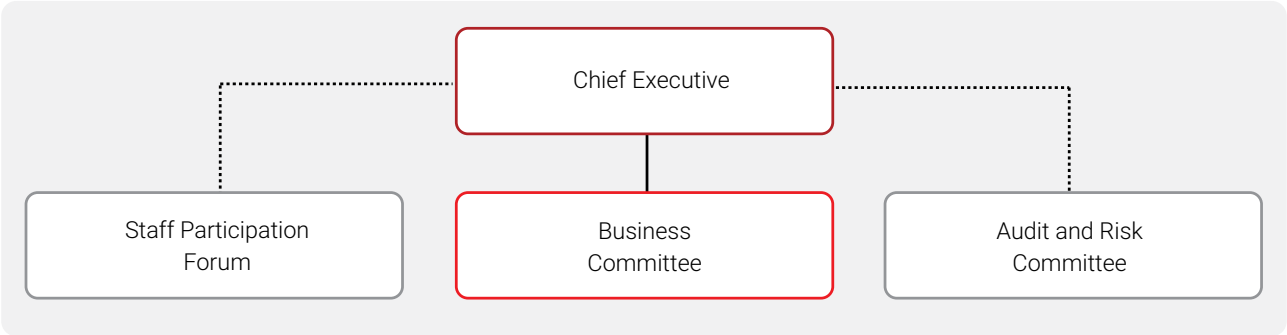 Chief Executive
Staff Participation
Forum
Business
Committee
Audit and Risk
Committee